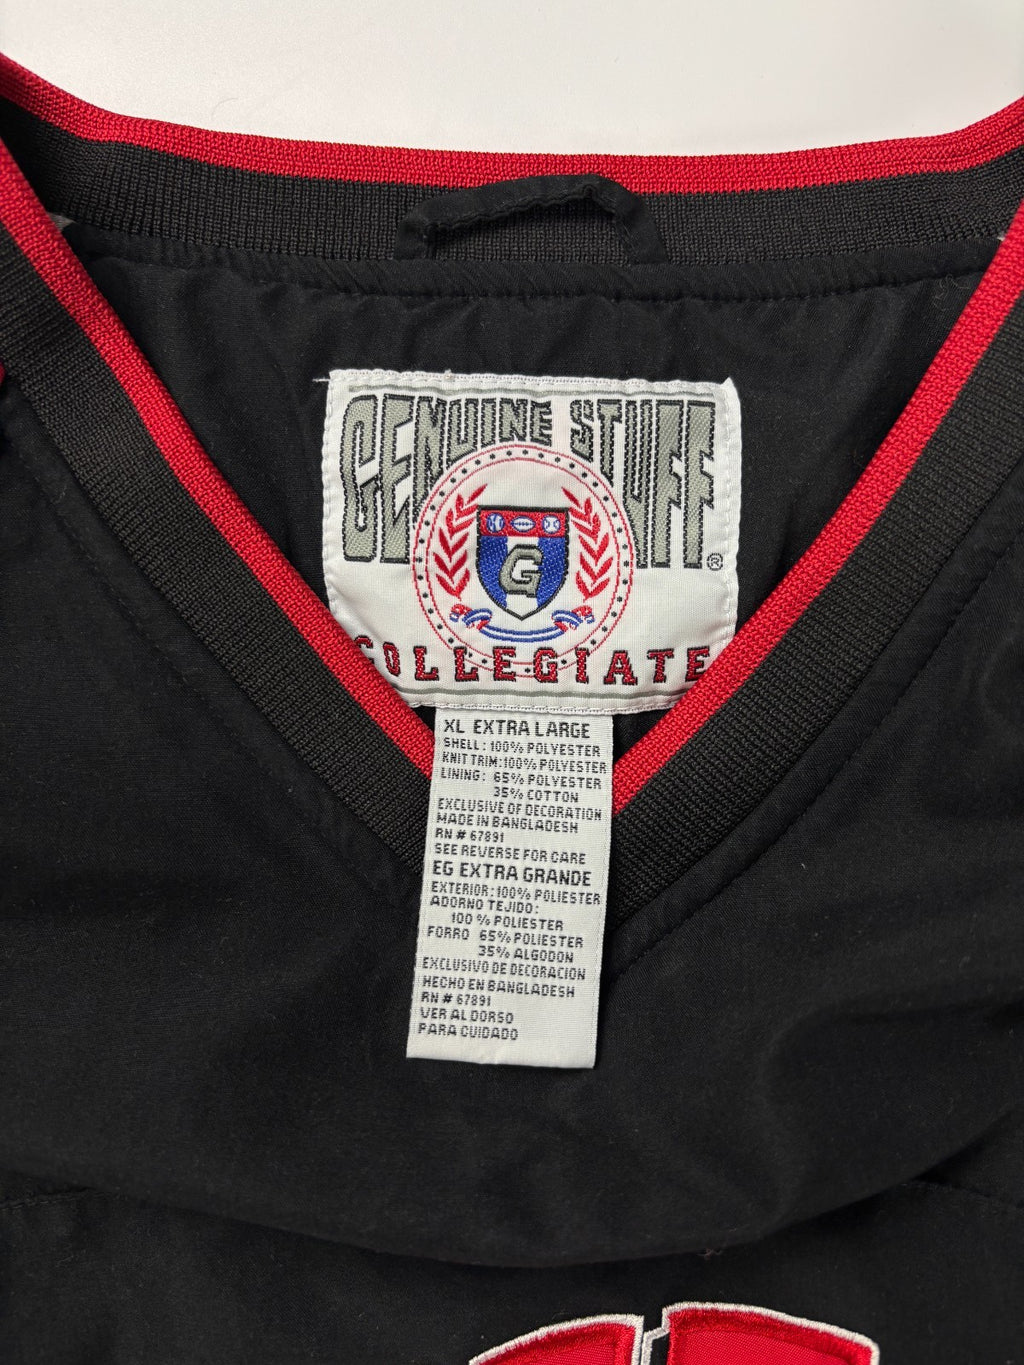 GENUINE STUFF
®
G
COLLEGIATE
XL EXTRA LARGE
SHELL: 100% POLYESTER
KNIT TRIM: 100% POLYESTER
LINING: 65% POLYESTER
35% COTTON
EXCLUSIVE OF DECORATION
MADE IN BANGLADESH
RN # 67891
SEE REVERSE FOR CARE
EG EXTRA GRANDE
EXTERIOR: 100% POLIESTER
ADORNO TEJIDO:
100 % POLIESTER
FORRO 65% POLIESTER
35% ALGODON
EXCLUSIVO DE DECORACION
HECHO EN BANGLADESH
RN # 67891
VER AL DORSO
PARA CUIDADO